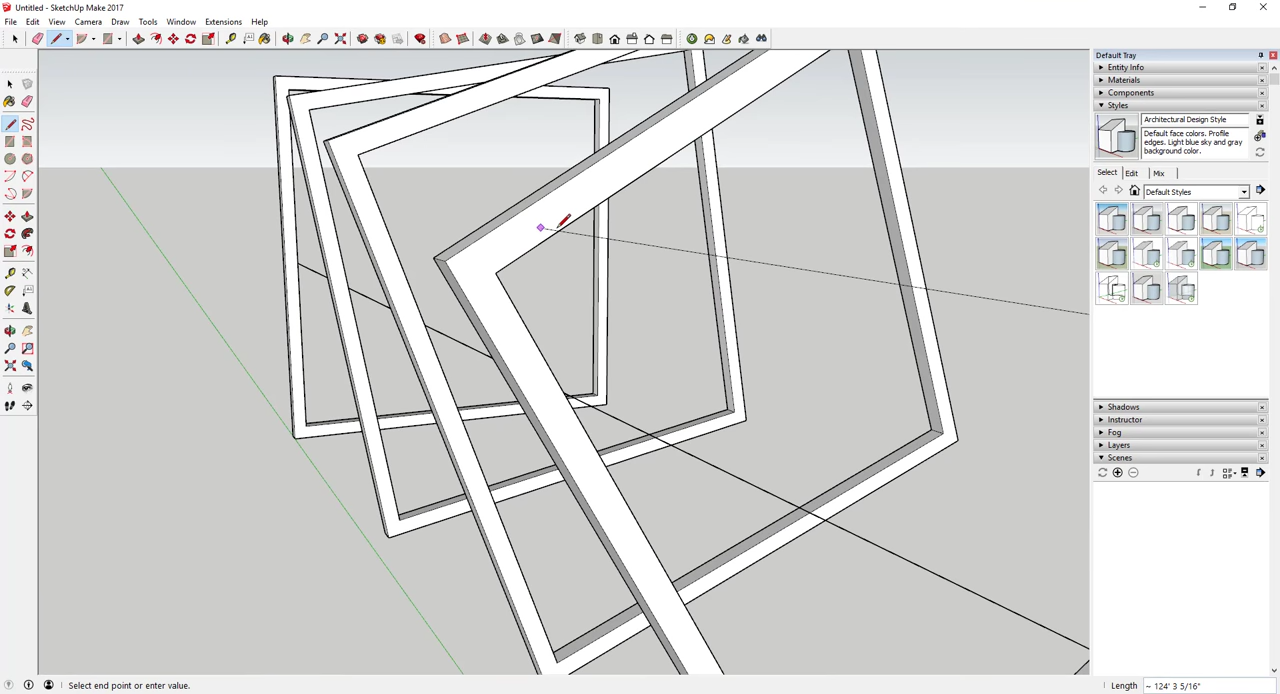 Untitled - SketchUp Make 2017
File Edit View Camera Draw Tools Window Extensions Help
Default Tray
Entity Info
Materials
Components
Styles
Architectural Design Style
Default face colors. Profile
edges. Light blue sky and gray
background color.
Select Edit Mix
Default Styles
Shadows
Instructor
Fog
Layers
Scenes
Select end point or enter value.
Length ~ 124' 3 5/16"